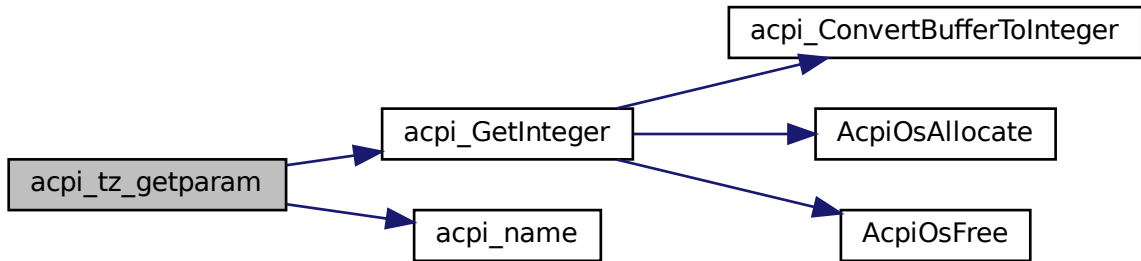 acpi_tz_getparam
acpi_GetInteger
acpi_name
acpi_ConvertBufferToInteger
AcpiOsAllocate
AcpiOsFree